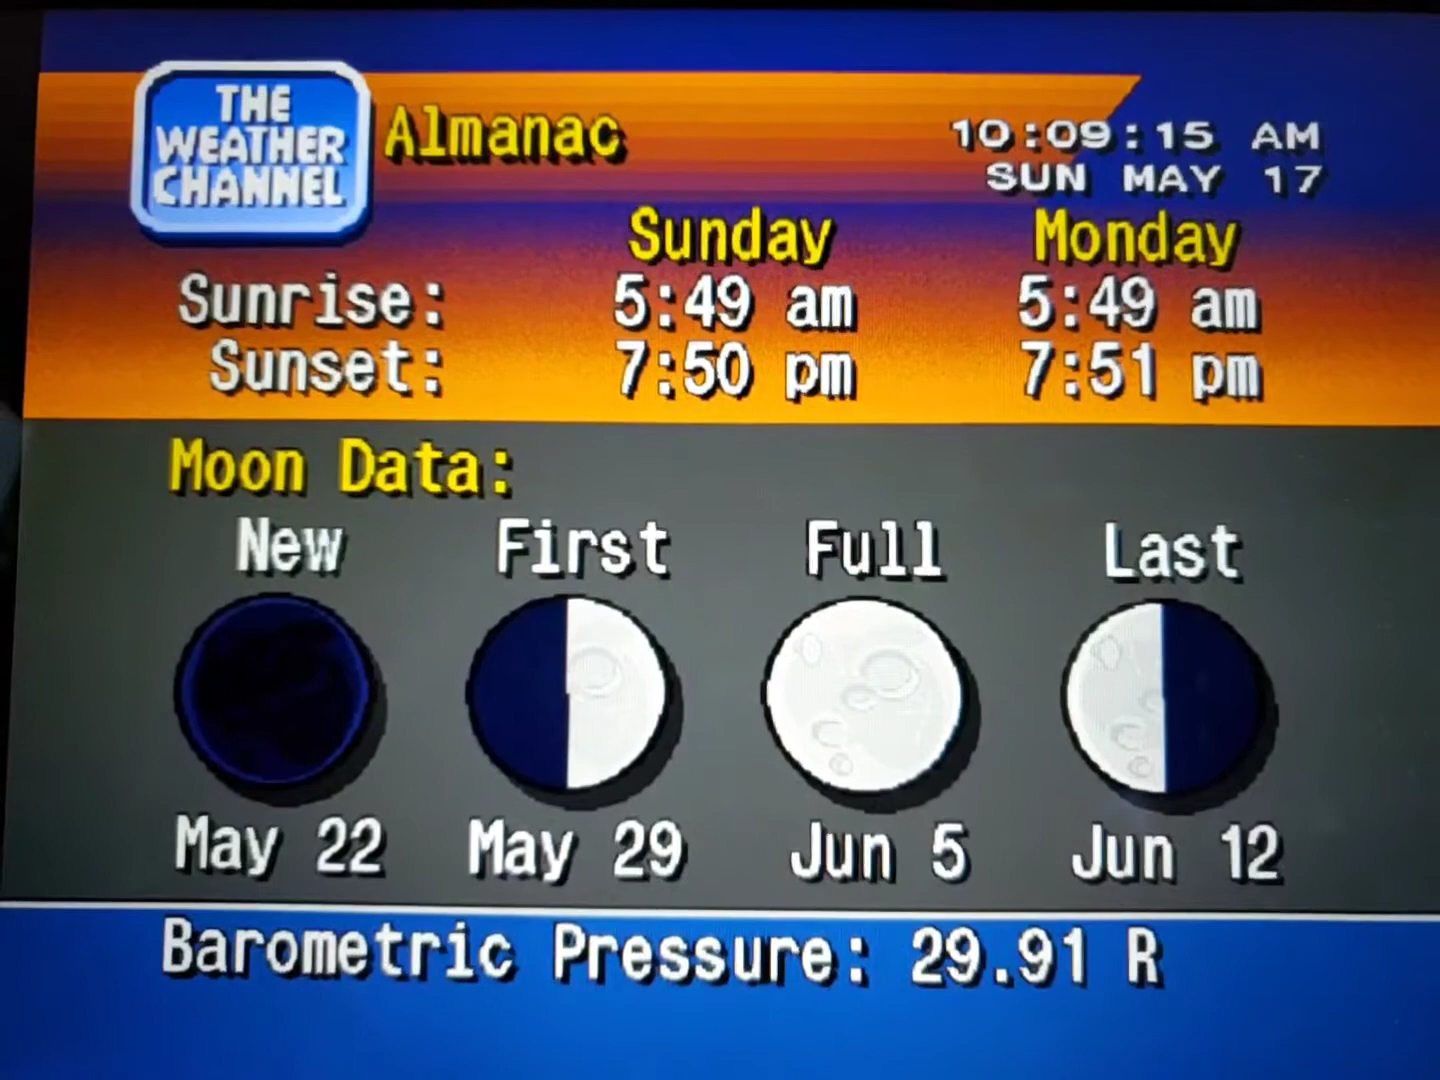 THE
WEATHER
CHANNEL
Almanac
10:09:15 AM
SUN MAY 17
Sunday Monday
Sunrise: 5:49 am 5:49 am
Sunset: 7:50 pm 7:51 pm
Moon Data:
New First Full Last
May 22 May 29 Jun 5 Jun 12
Barometric Pressure: 29.91 R